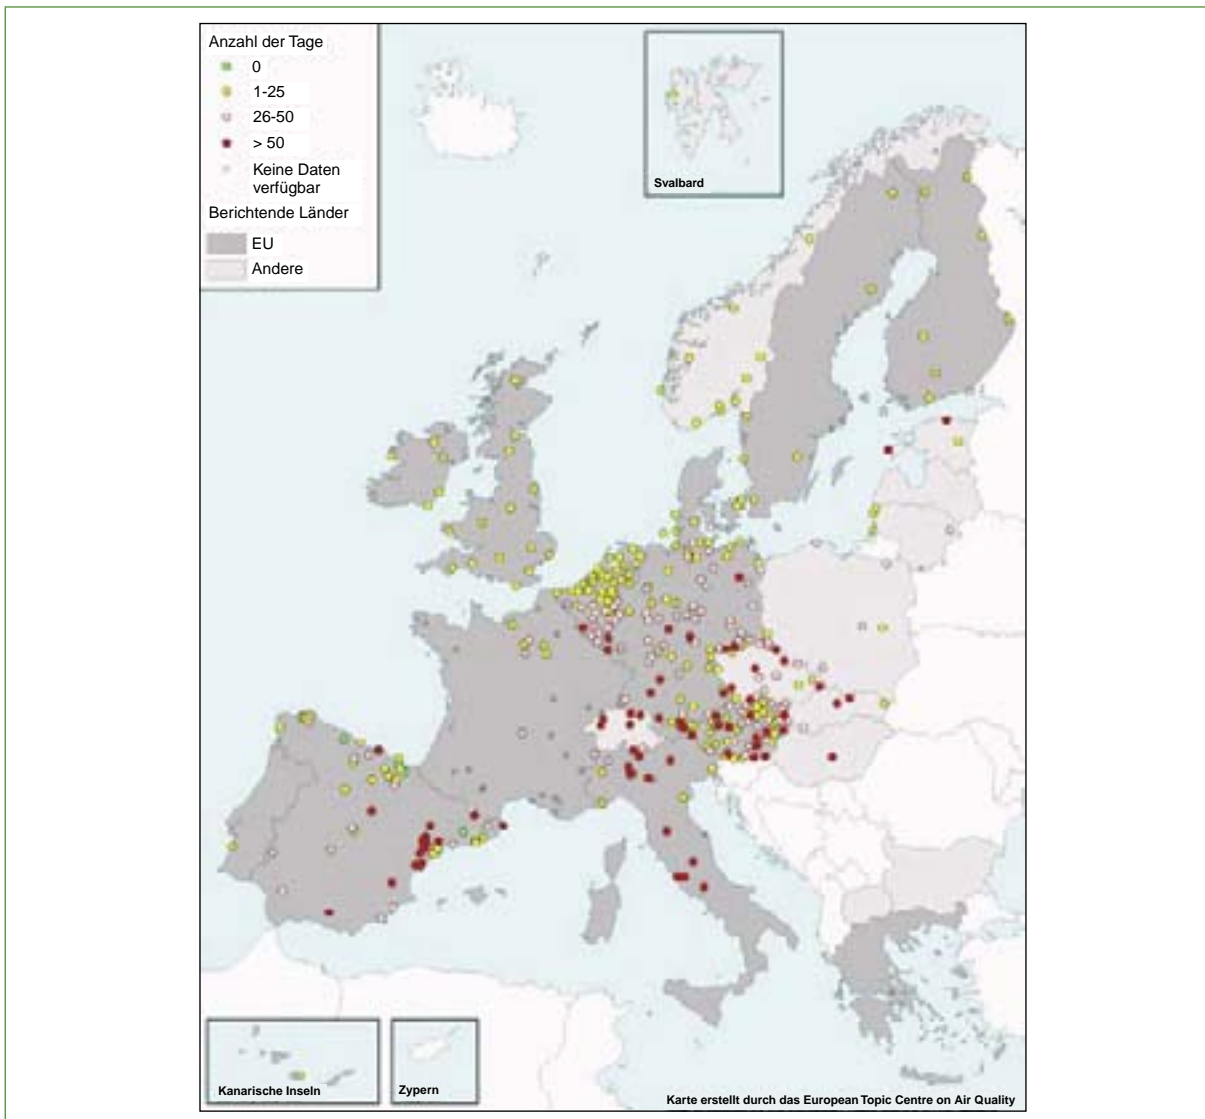 Anzahl der Tage
0
1-25
26-50
> 50
Keine Daten
verfügbar
Berichtende Länder
EU
Andere
Svalbard
Kanarische Inseln
Zypern
Karte erstellt durch das European Topic Centre on Air Quality